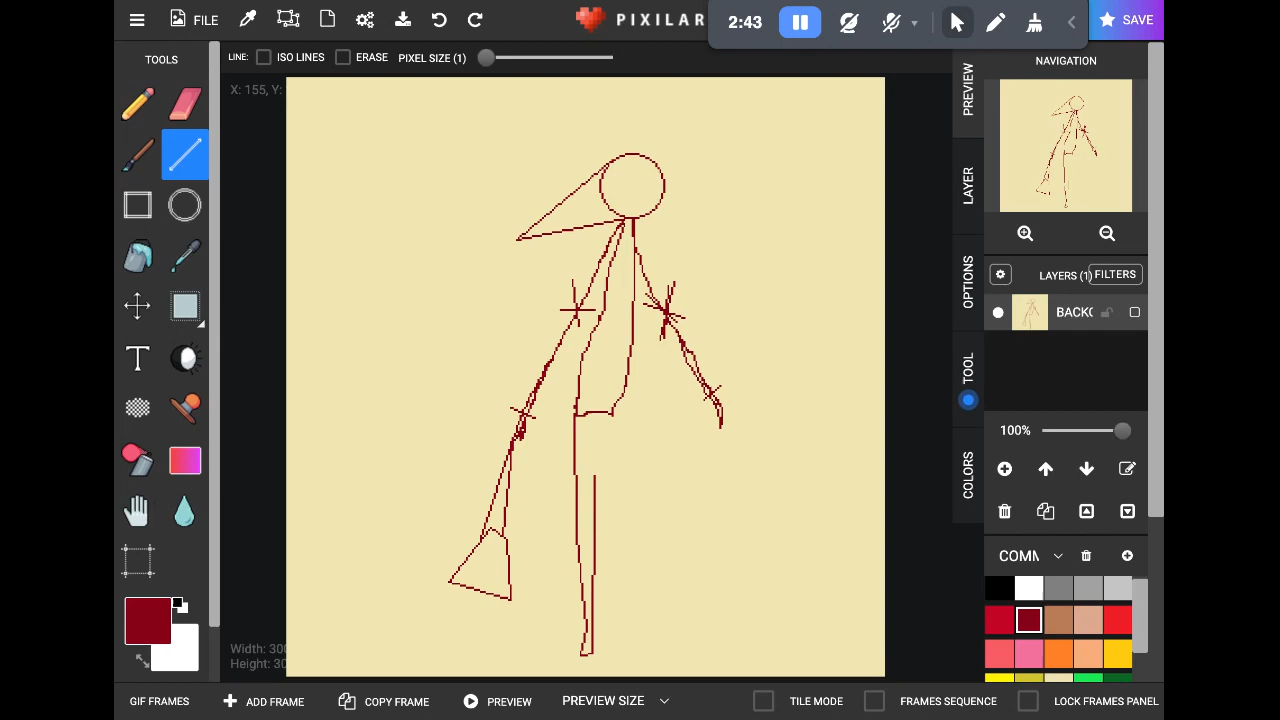 FILE
PIXILAR
2:43
SAVE
TOOLS
LINE: ISO LINES ERASE PIXEL SIZE (1)
X: 155, Y:
NAVIGATION
PREVIEW
LAYER
OPTIONS
TOOL
COLORS
LAYERS (1) FILTERS
BACK
100%
COMM
Width: 300
Height: 30
GIF FRAMES
ADD FRAME
COPY FRAME
PREVIEW
PREVIEW SIZE
TILE MODE
FRAMES SEQUENCE
LOCK FRAMES PANEL